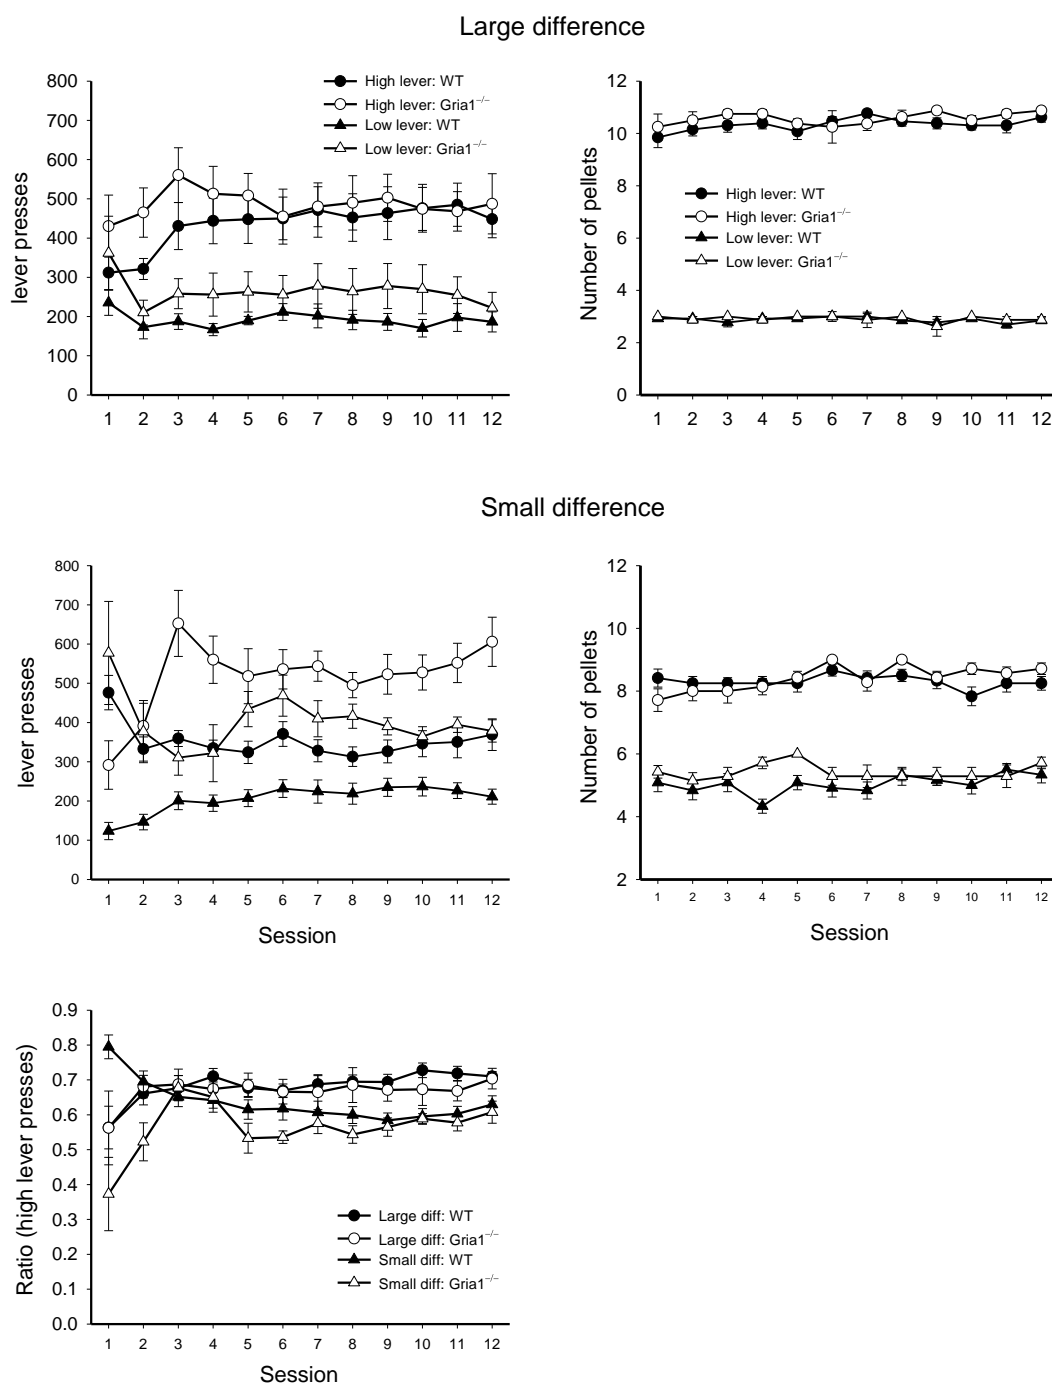 Large difference
800
700
600
500
400
300
200
100
0
lever presses
High lever: WT
High lever: Gria1−/−
Low lever: WT
Low lever: Gria1−/−
1 2 3 4 5 6 7 8 9 10 11 12
12
10
8
6
4
2
0
Number of pellets
High lever: WT
High lever: Gria1−/−
Low lever: WT
Low lever: Gria1−/−
1 2 3 4 5 6 7 8 9 10 11 12
Small difference
800
700
600
500
400
300
200
100
0
lever presses
1 2 3 4 5 6 7 8 9 10 11 12
Session
12
10
8
6
4
2
Number of pellets
1 2 3 4 5 6 7 8 9 10 11 12
Session
0.9
0.8
0.7
0.6
0.5
0.4
0.3
0.2
0.1
0.0
Ratio (high lever presses)
Large diff: WT
Large diff: Gria1−/−
Small diff: WT
Small diff: Gria1−/−
1 2 3 4 5 6 7 8 9 10 11 12
Session